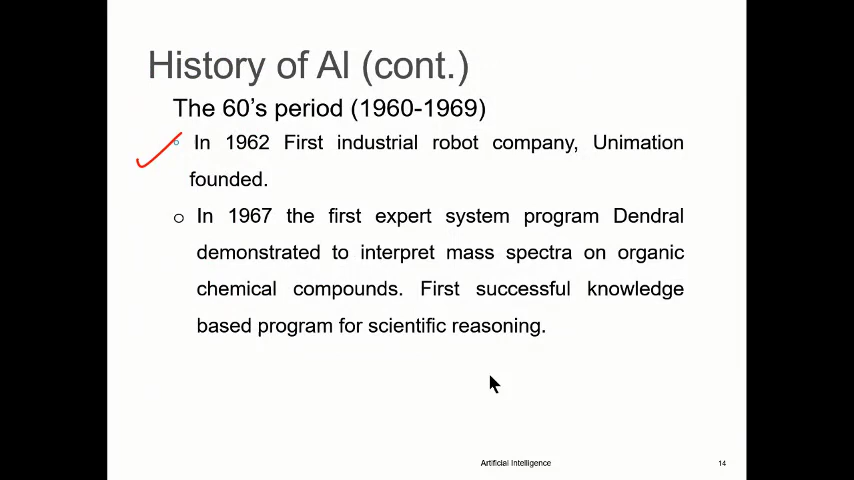 History of AI (cont.)
The 60's period (1960-1969)
In 1962 First industrial robot company, Unimation
founded.
o In 1967 the first expert system program Dendral
demonstrated to interpret mass spectra on organic
chemical compounds. First successful knowledge
based program for scientific reasoning.
Artificial Intelligence
14